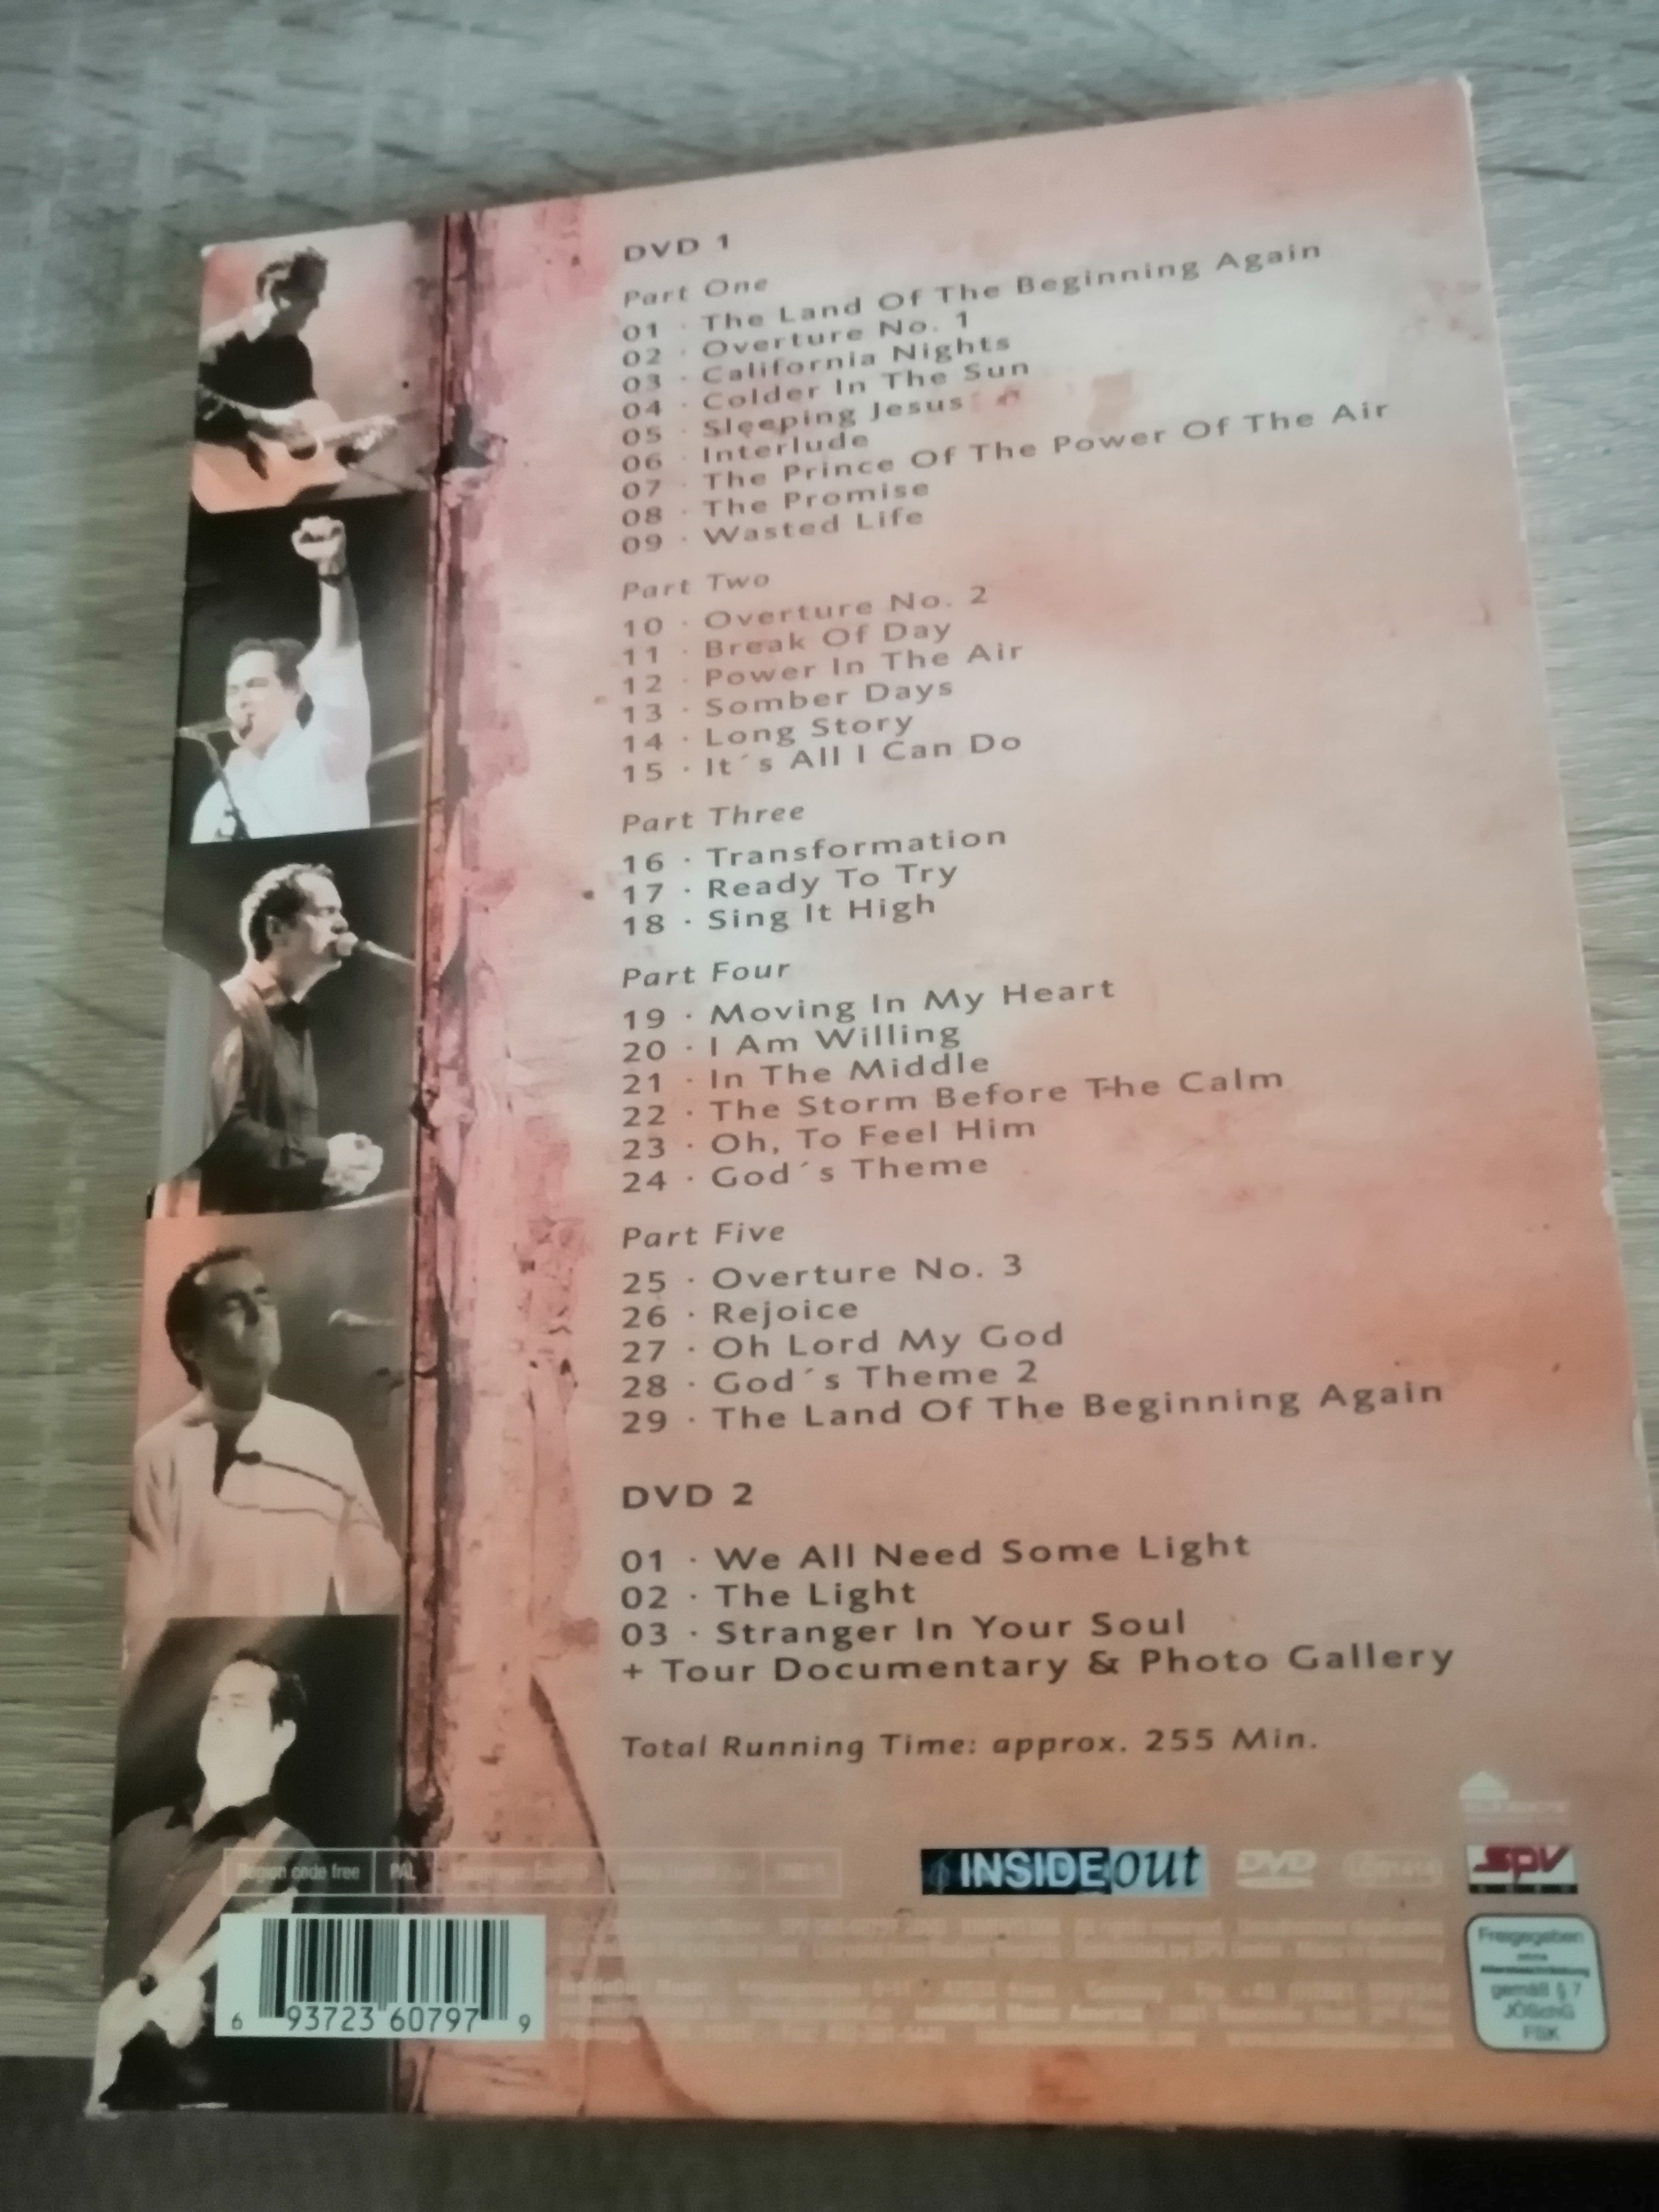 DVD 1
Part One
01 · The Land Of The Beginning Again
02 · Overture No. 1
03 · California Nights
04 · Colder In The Sun
05 · Sleeping Jesus
06 · Interlude
07 · The Prince Of The Power Of The Air
08 · The Promise
09 · Wasted Life
Part Two
10 · Overture No. 2
11 · Break Of Day
12 · Power In The Air
13 · Somber Days
14 · Long Story
15 · It´s All I Can Do
Part Three
16 · Transformation
17 · Ready To Try
18 · Sing It High
Part Four
19 · Moving In My Heart
20 · I Am Willing
21 · In The Middle
22 · The Storm Before The Calm
23 · Oh, To Feel Him
24 · God´s Theme
Part Five
25 · Overture No. 3
26 · Rejoice
27 · Oh Lord My God
28 · God´s Theme 2
29 · The Land Of The Beginning Again
DVD 2
01 · We All Need Some Light
02 · The Light
03 · Stranger In Your Soul
+ Tour Documentary & Photo Gallery
Total Running Time: approx. 255 Min.
Region code free PAL
INSIDEout DVD SPV
6 93723 60797 9
Freigegeben
gemäß § 7
JÖSchG
FSK